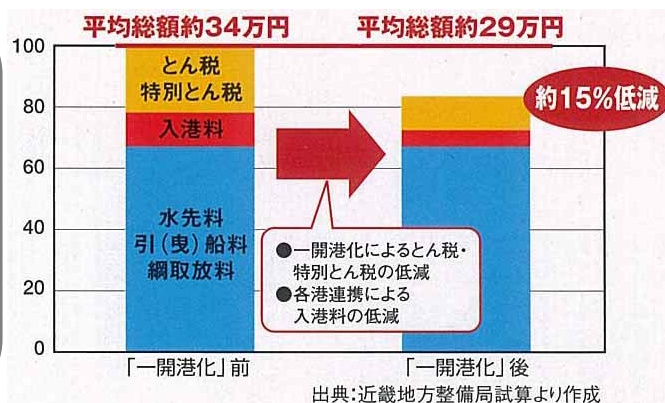 平均総額約34万円
平均総額約29万円
100
80
60
40
20
0
とん税
特別とん税
入港料
水先料
引(曳)船料
綱取放料
約15%低減
●一開港化によるとん税・
特別とん税の低減
●各港連携による
入港料の低減
「一開港化」前
「一開港化」後
出典:近畿地方整備局試算より作成